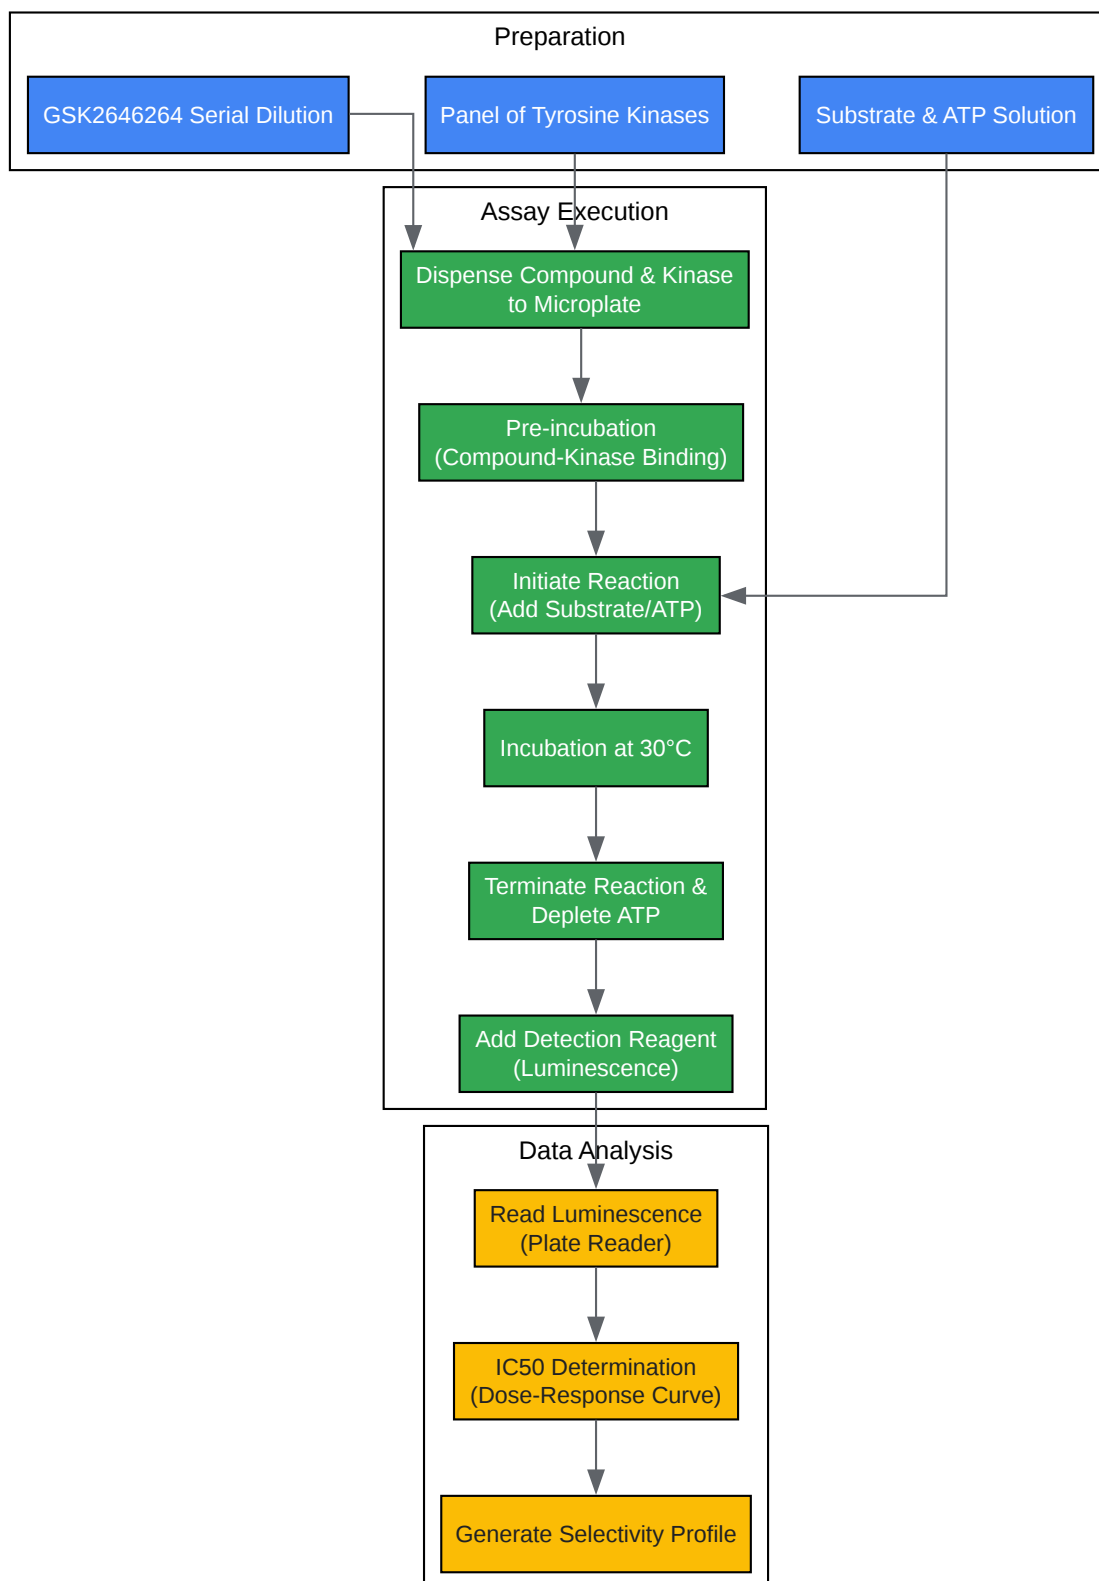 Preparation
GSK2646264 Serial Dilution
Panel of Tyrosine Kinases
Substrate & ATP Solution
Assay Execution
Dispense Compound & Kinase
to Microplate
Pre-incubation
(Compound-Kinase Binding)
Initiate Reaction
(Add Substrate/ATP)
Incubation at 30°C
Terminate Reaction &
Deplete ATP
Add Detection Reagent
(Luminescence)
Data Analysis
Read Luminescence
(Plate Reader)
IC50 Determination
(Dose-Response Curve)
Generate Selectivity Profile